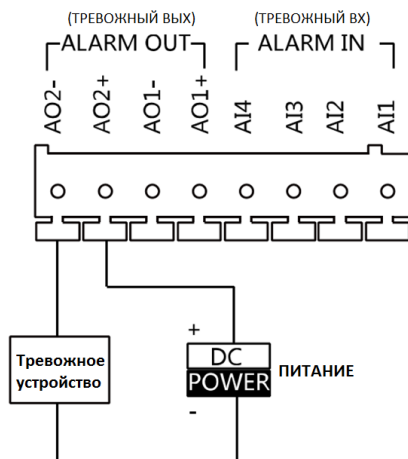 (ТРЕВОЖНЫЙ ВЫХ) (ТРЕВОЖНЫЙ ВХ)
ALARM OUT ALARM IN
AO2- AO2+ AO1- AO1+ AI4 AI3 AI2 AI1
+
Тревожное
устройство
DC
POWER
ПИТАНИЕ
-